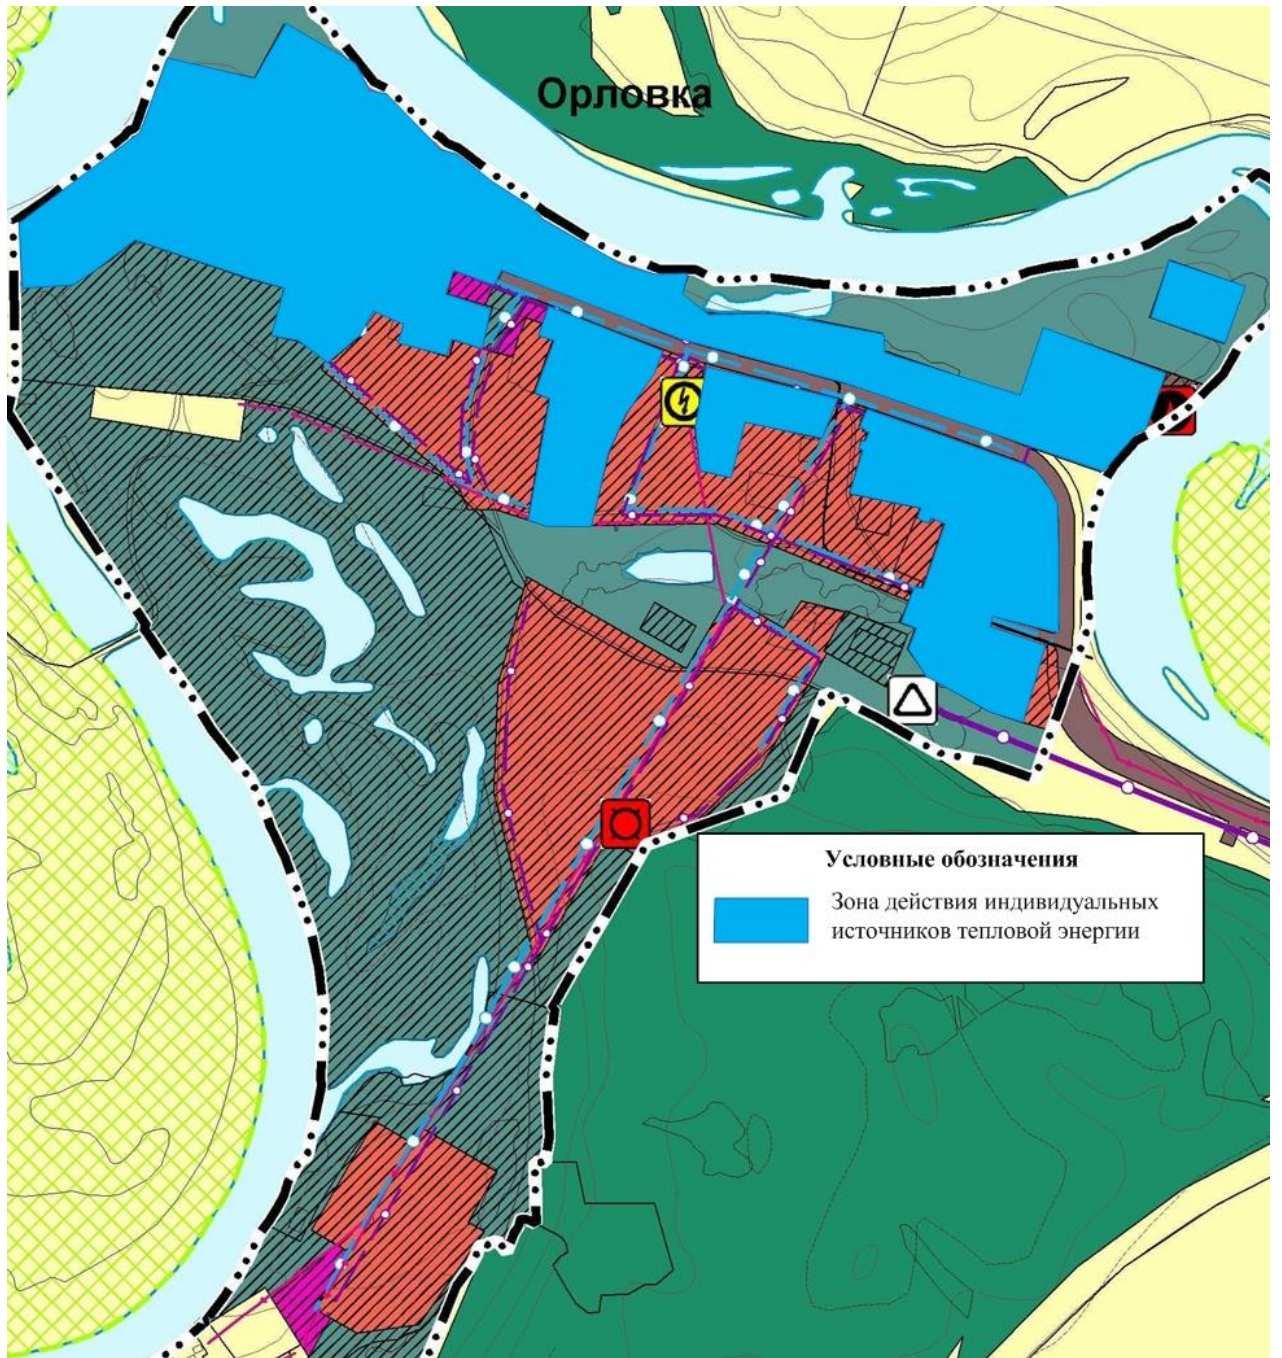 Орловка
Условные обозначения
Зона действия индивидуальных
источников тепловой энергии